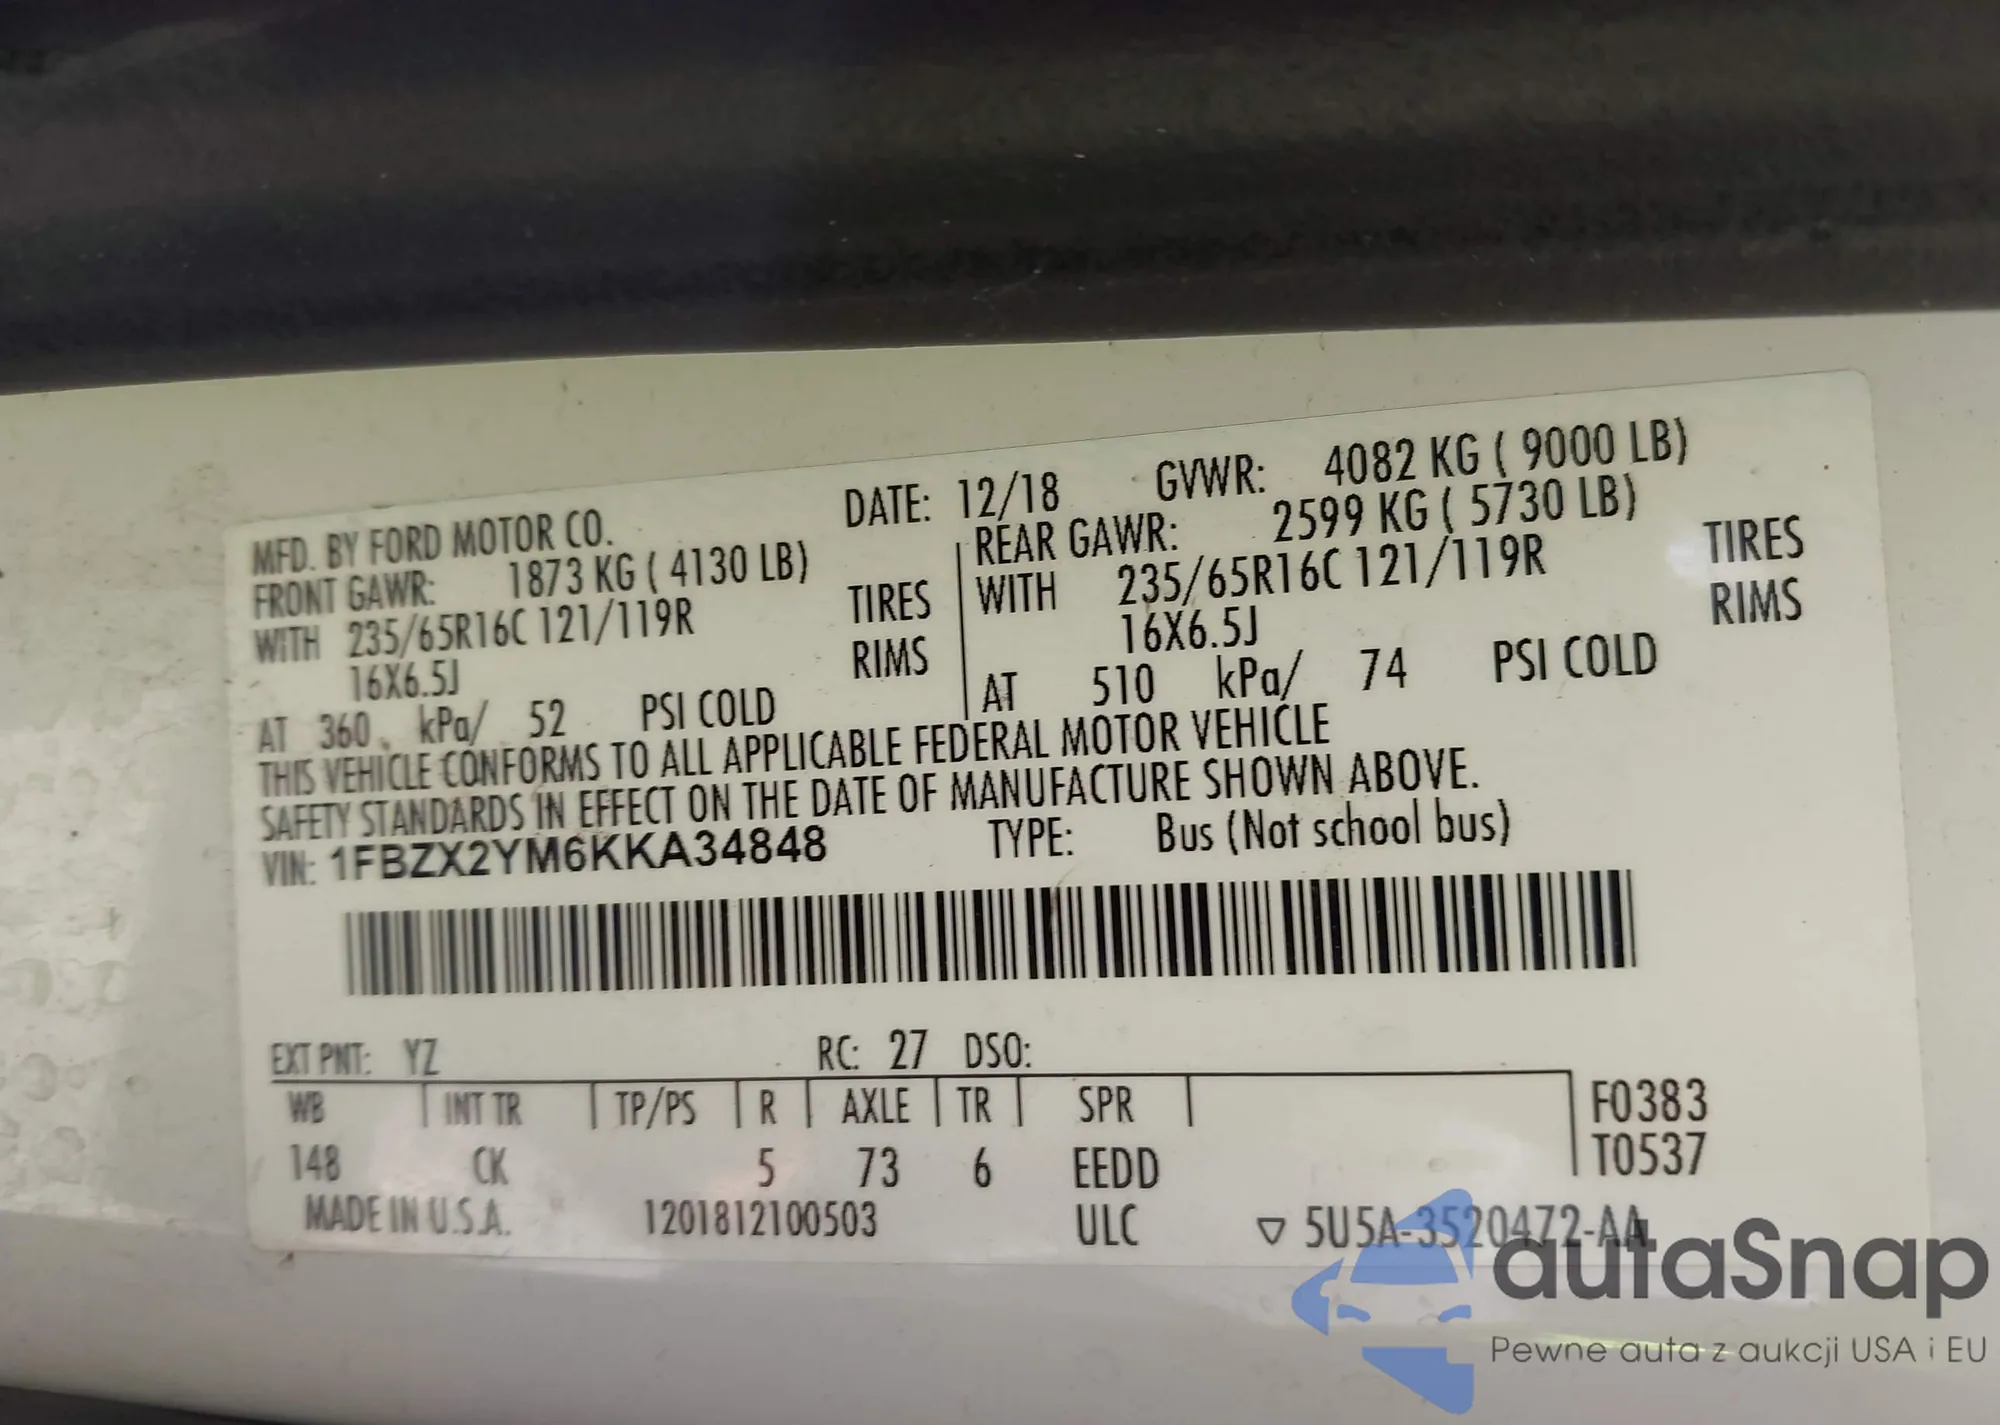 MFD. BY FORD MOTOR CO. DATE: 12/18 GVWR: 4082 KG ( 9000 LB)
FRONT GAWR: 1873 KG ( 4130 LB) REAR GAWR: 2599 KG ( 5730 LB)
WITH 235/65R16C 121/119R TIRES WITH 235/65R16C 121/119R TIRES
16X6.5J RIMS 16X6.5J RIMS
AT 360 kPa/ 52 PSI COLD AT 510 kPa/ 74 PSI COLD
THIS VEHICLE CONFORMS TO ALL APPLICABLE FEDERAL MOTOR VEHICLE
SAFETY STANDARDS IN EFFECT ON THE DATE OF MANUFACTURE SHOWN ABOVE.
VIN: 1FBZX2YM6KKA34848 TYPE: Bus (Not school bus)
EXT PNT: YZ RC: 27 DSO:
WB INT TR TP/PS R AXLE TR SPR F0383
148 CK 5 73 6 EEDD T0537
MADE IN U.S.A. 1201812100503 ULC ▽ 5U5A-3520472-AA
autaSnap
Pewne auta z aukcji USA i EU